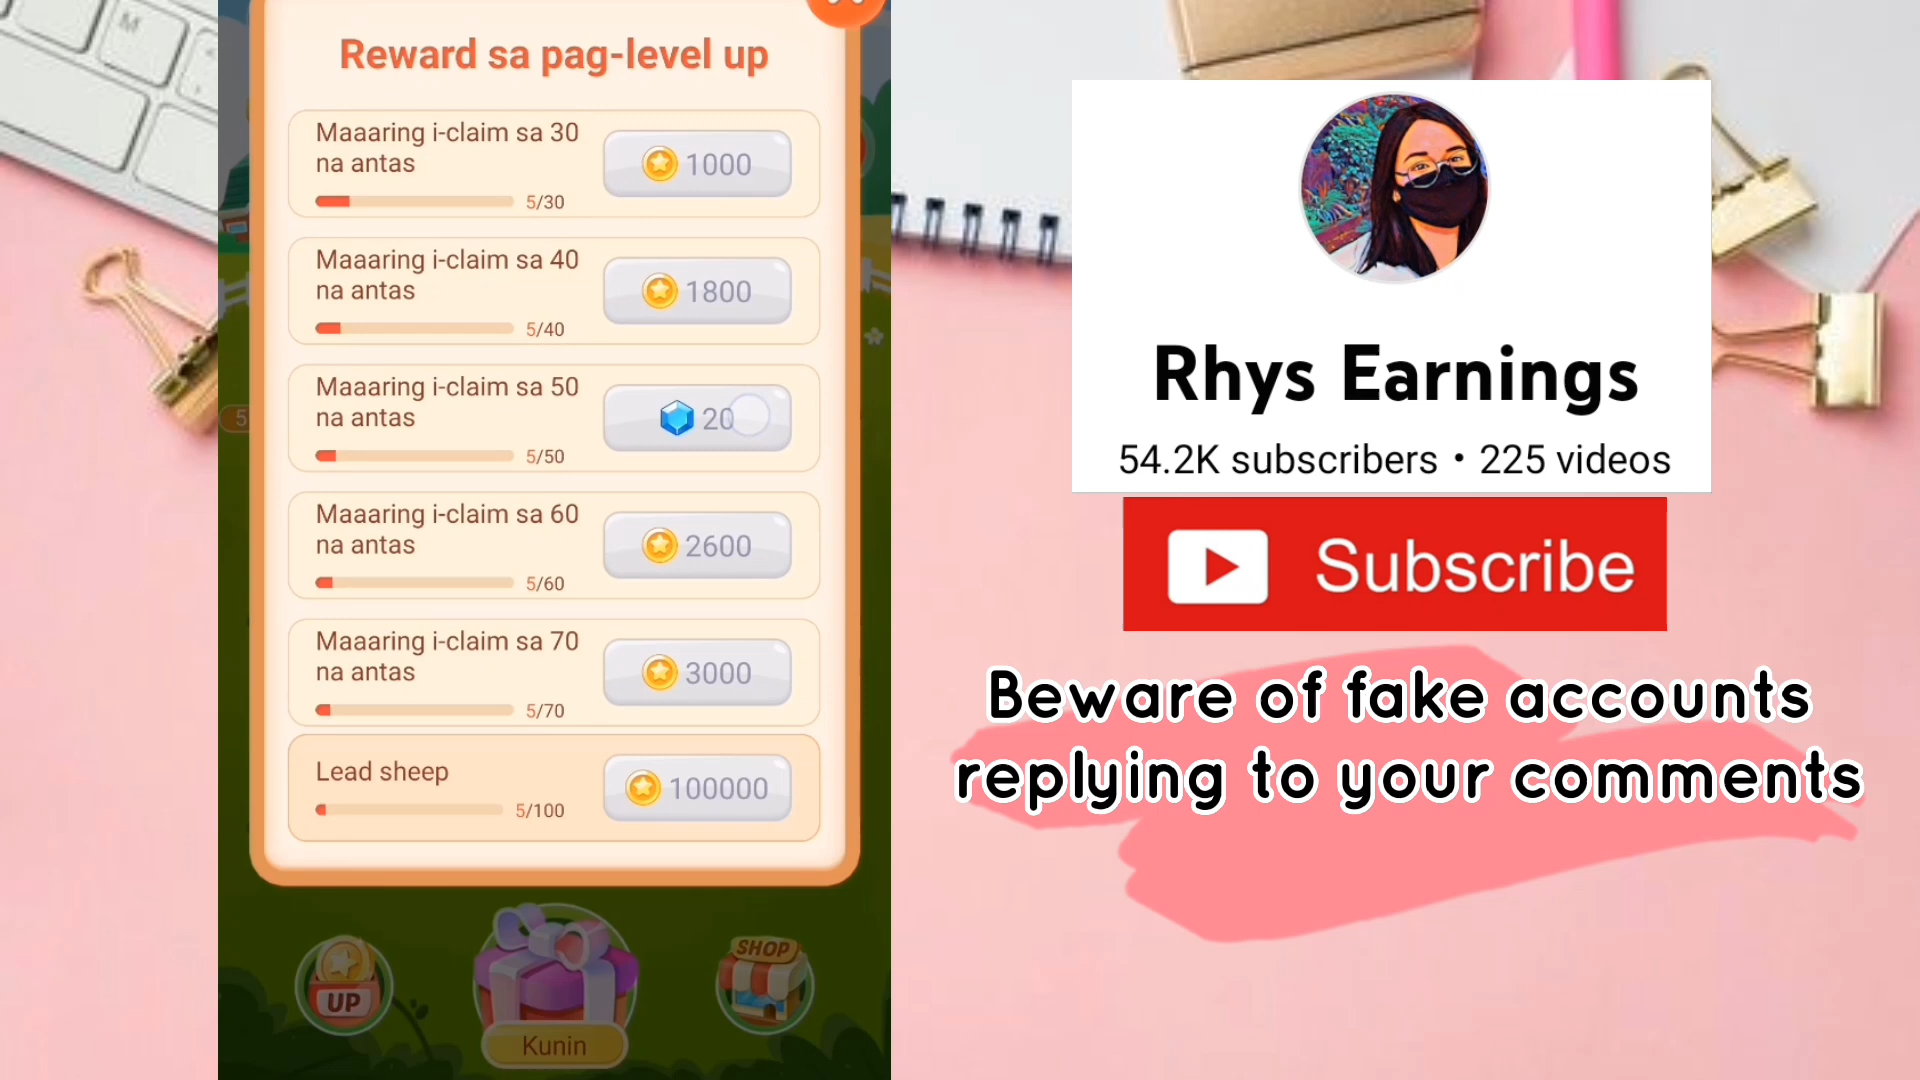 Reward sa pag-level up
Maaaring i-claim sa 30
na antas
5/30
1000
Maaaring i-claim sa 40
na antas
5/40
1800
Maaaring i-claim sa 50
na antas
5/50
20
Maaaring i-claim sa 60
na antas
5/60
2600
Maaaring i-claim sa 70
na antas
5/70
3000
Lead sheep
5/100
100000
5
UP
Kunin
SHOP
M
Rhys Earnings
54.2K subscribers • 225 videos
Subscribe
Beware of fake accounts
replying to your comments